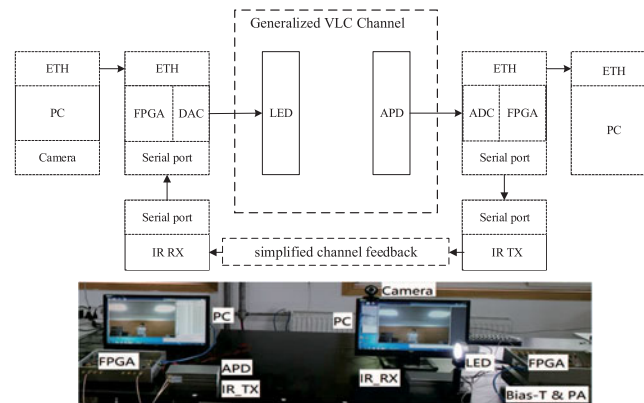 Generalized VLC Channel
ETH
ETH
ETH
ETH
PC
FPGA
DAC
LED
APD
ADC
FPGA
PC
Camera
Serial port
Serial port
Serial port
Serial port
IR RX
simplified channel feedback
IR TX
Camera
PC
PC
FPGA
APD
LED
FPGA
IR_TX
IR_RX
Bias-T & PA